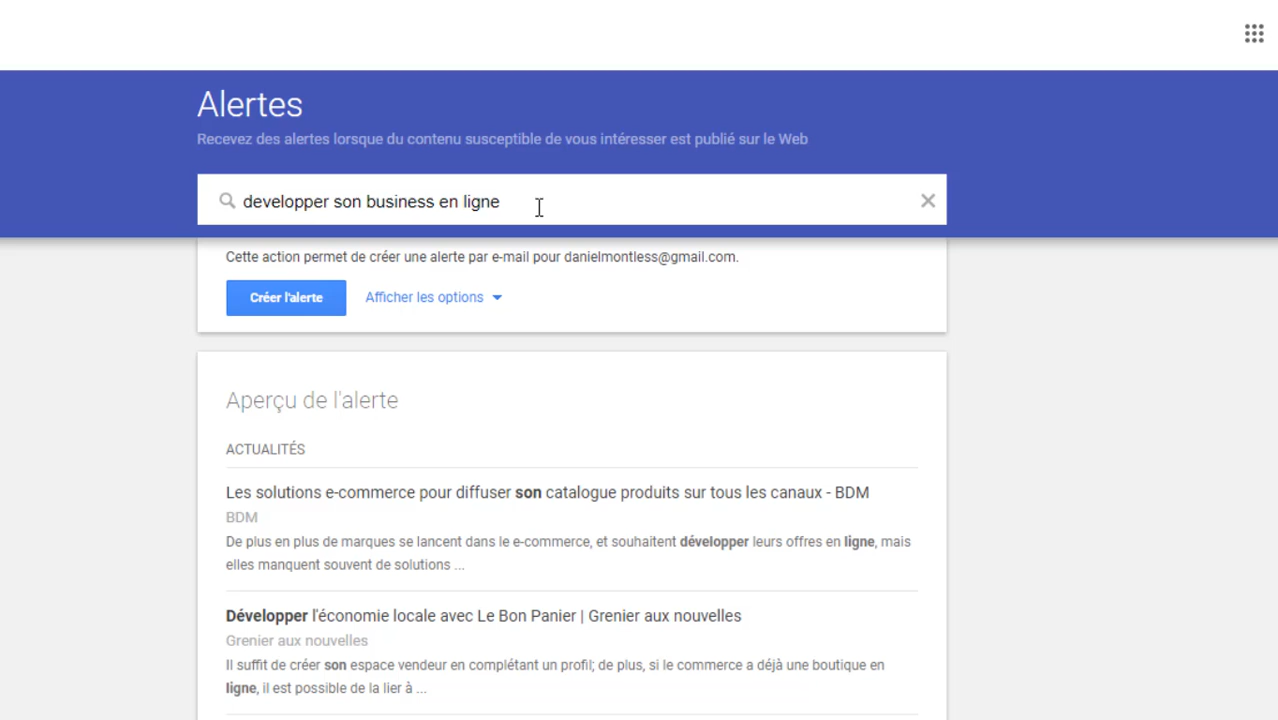 Alertes
Recevez des alertes lorsque du contenu susceptible de vous intéresser est publié sur le Web
developper son business en ligne
Cette action permet de créer une alerte par e-mail pour danielmontless@gmail.com.
Créer l'alerte Afficher les options
Aperçu de l'alerte
ACTUALITÉS
Les solutions e-commerce pour diffuser son catalogue produits sur tous les canaux - BDM
BDM
De plus en plus de marques se lancent dans le e-commerce, et souhaitent développer leurs offres en ligne, mais
elles manquent souvent de solutions ...
Développer l'économie locale avec Le Bon Panier | Grenier aux nouvelles
Grenier aux nouvelles
Il suffit de créer son espace vendeur en complétant un profil; de plus, si le commerce a déjà une boutique en
ligne, il est possible de la lier à ...